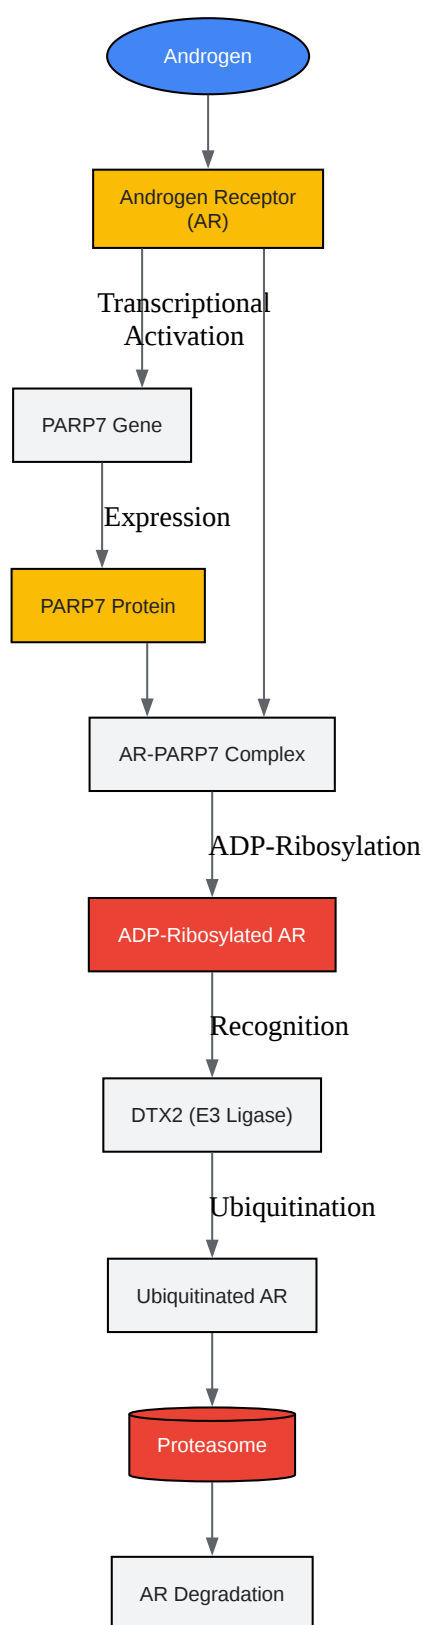 Androgen
Androgen Receptor
(AR)
Transcriptional
Activation
PARP7 Gene
Expression
PARP7 Protein
AR-PARP7 Complex
ADP-Ribosylation
ADP-Ribosylated AR
Recognition
DTX2 (E3 Ligase)
Ubiquitination
Ubiquitinated AR
Proteasome
AR Degradation